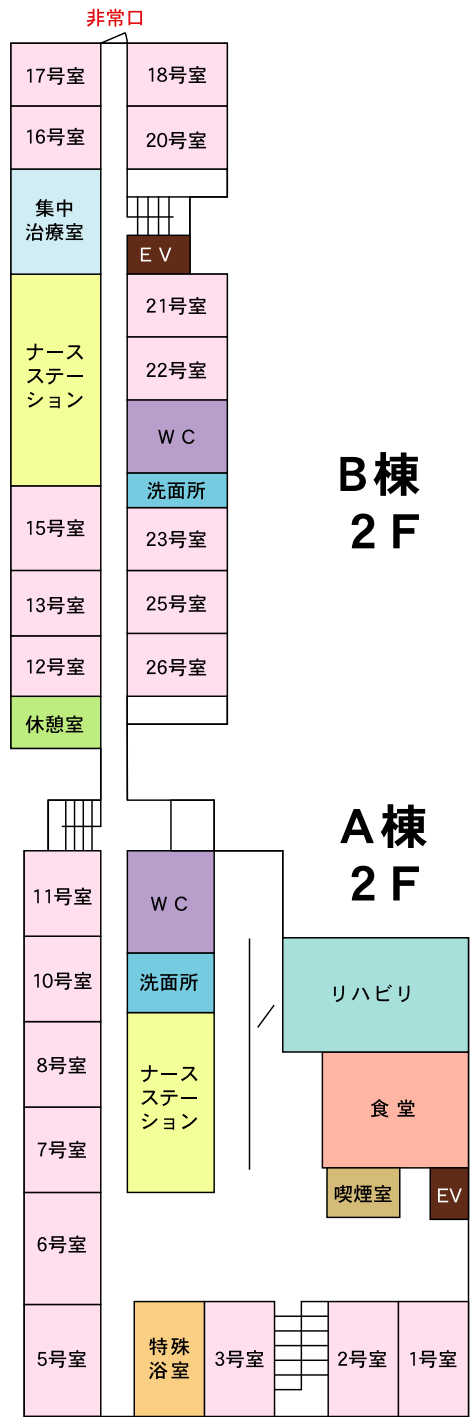 非常口
17号室
18号室
16号室
20号室
集中
治療室
ＥＶ
ナース
ステー
ション
21号室
22号室
ＷＣ
洗面所
B棟
２Ｆ
15号室
23号室
13号室
25号室
12号室
26号室
休憩室
A棟
２Ｆ
11号室
ＷＣ
10号室
洗面所
リハビリ
8号室
ナース
ステー
ション
食堂
7号室
喫煙室
EV
6号室
5号室
特殊
浴室
3号室
2号室
1号室